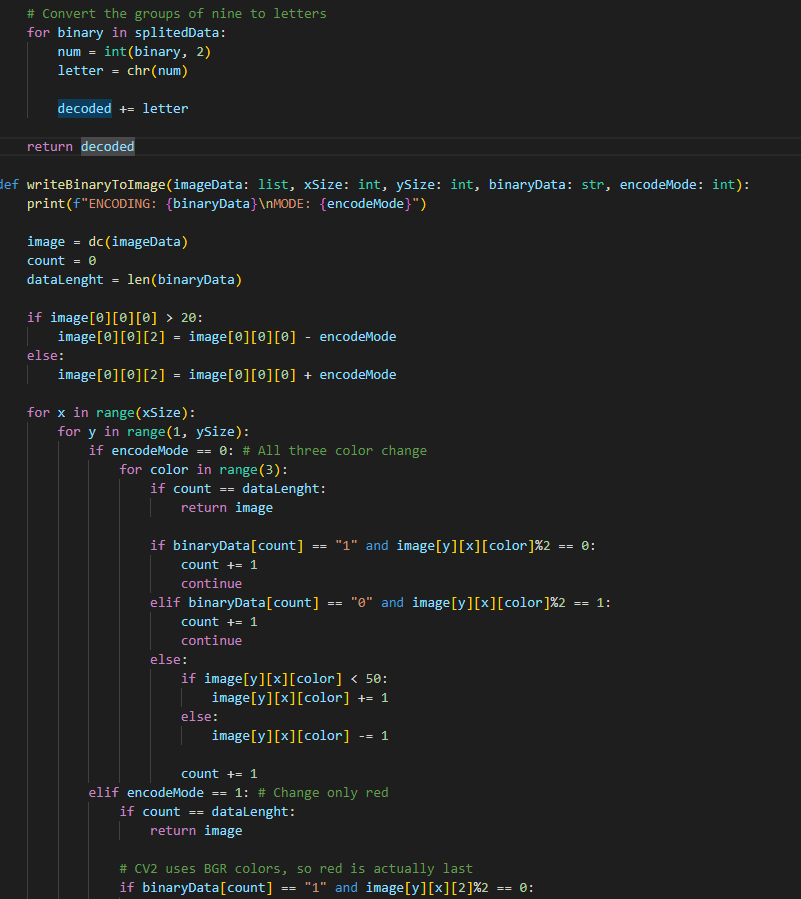 # Convert the groups of nine to letters
for binary in splitedData:
num = int(binary, 2)
letter = chr(num)
decoded += letter
return decoded
def writeBinaryToImage(imageData: list, xSize: int, ySize: int, binaryData: str, encodeMode: int):
print(f"ENCODING: {binaryData}\nMODE: {encodeMode}")
image = dc(imageData)
count = 0
dataLenght = len(binaryData)
if image[0][0][0] > 20:
image[0][0][2] = image[0][0][0] - encodeMode
else:
image[0][0][2] = image[0][0][0] + encodeMode
for x in range(xSize):
for y in range(1, ySize):
if encodeMode == 0: # All three color change
for color in range(3):
if count == dataLenght:
return image
if binaryData[count] == "1" and image[y][x][color]%2 == 0:
count += 1
continue
elif binaryData[count] == "0" and image[y][x][color]%2 == 1:
count += 1
continue
else:
if image[y][x][color] < 50:
image[y][x][color] += 1
else:
image[y][x][color] -= 1
count += 1
elif encodeMode == 1: # Change only red
if count == dataLenght:
return image
# CV2 uses BGR colors, so red is actually last
if binaryData[count] == "1" and image[y][x][2]%2 == 0: